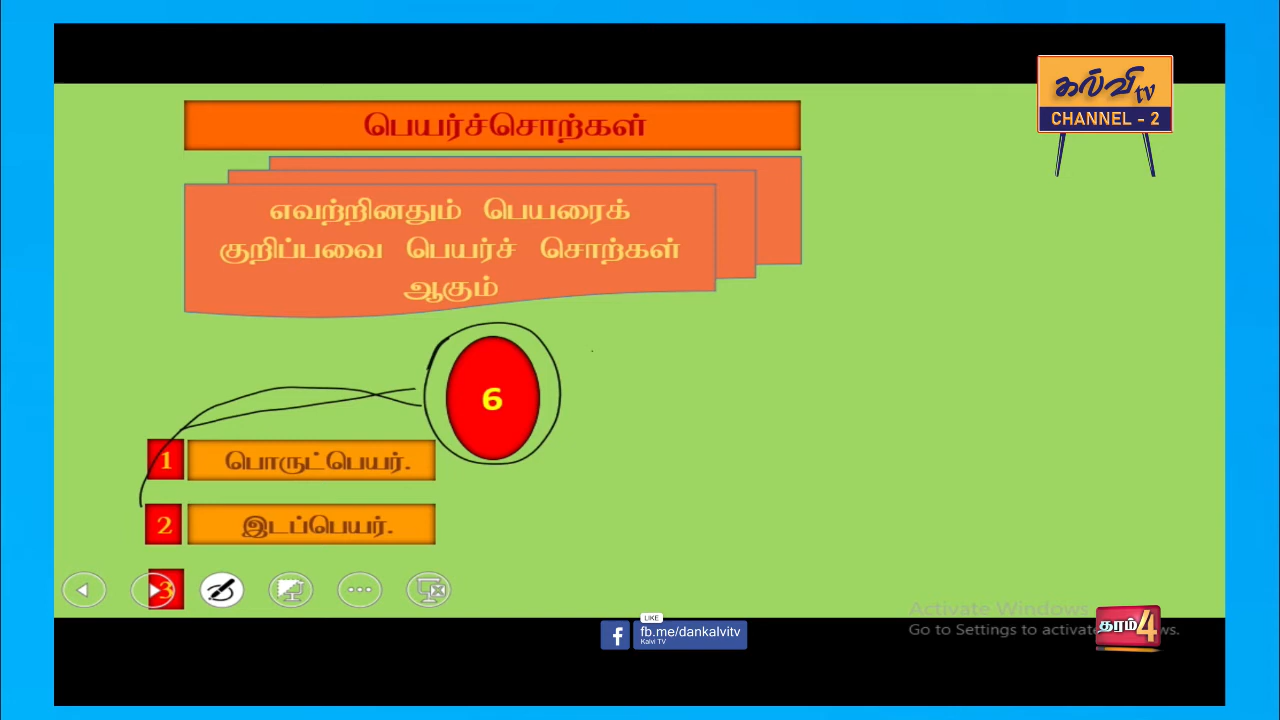 கல்வி tv
CHANNEL - 2
பெயர்ச்சொற்கள்
எவற்றினதும் பெயரைக்
குறிப்பவை பெயர்ச் சொற்கள்
ஆகும்
6
1 பொருட்பெயர்.
2 இடப்பெயர்.
3
Activate Windows
Go to Settings to activate
தரம் 4
LIKE
fb.me/dankalvitv
Kalvi TV